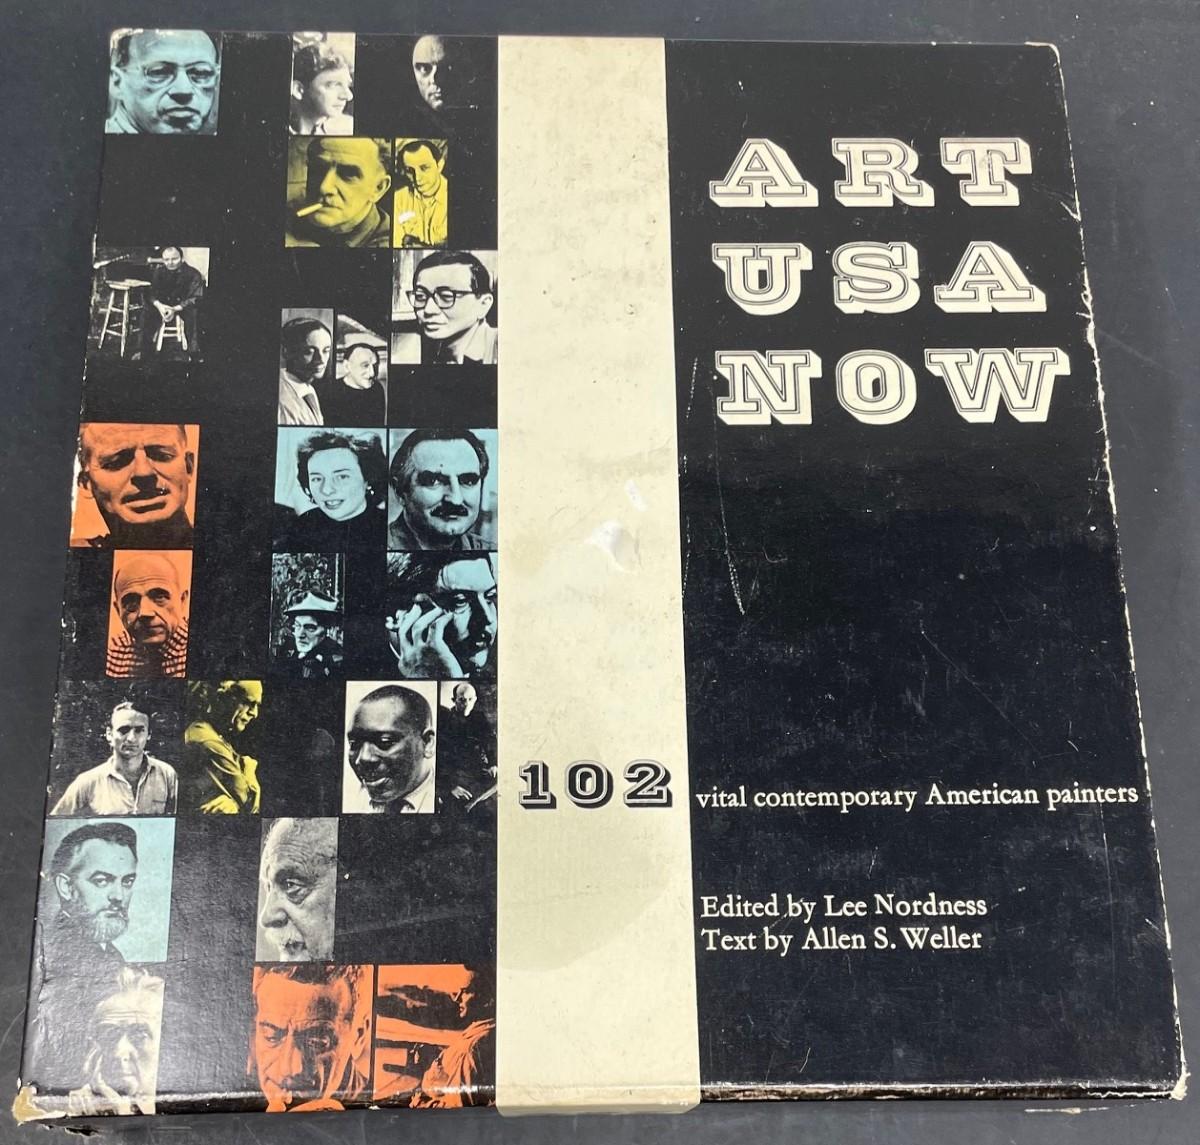 ART
USA
NOW
102 vital contemporary American painters
Edited by Lee Nordness
Text by Allen S. Weller